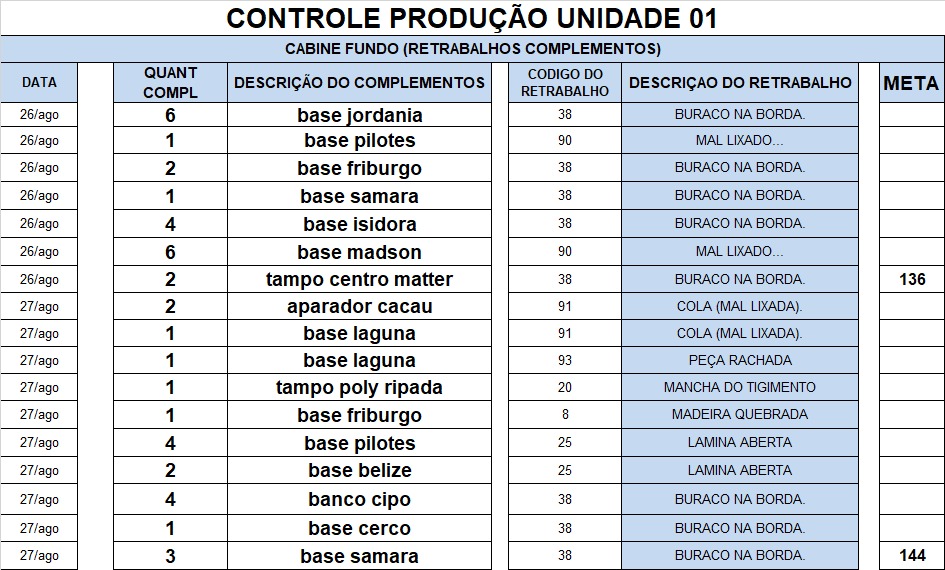 CONTROLE PRODUÇÃO UNIDADE 01
CABINE FUNDO (RETRABALHOS COMPLEMENTOS)
DATA QUANT COMPL DESCRIÇÃO DO COMPLEMENTOS CODIGO DO RETRABALHO DESCRIÇAO DO RETRABALHO META
26/ago 6 base jordania 38 BURACO NA BORDA.
26/ago 1 base pilotes 90 MAL LIXADO...
26/ago 2 base friburgo 38 BURACO NA BORDA.
26/ago 1 base samara 38 BURACO NA BORDA.
26/ago 4 base isidora 38 BURACO NA BORDA.
26/ago 6 base madson 90 MAL LIXADO...
26/ago 2 tampo centro matter 38 BURACO NA BORDA. 136
27/ago 2 aparador cacau 91 COLA (MAL LIXADA).
27/ago 1 base laguna 91 COLA (MAL LIXADA).
27/ago 1 base laguna 93 PEÇA RACHADA
27/ago 1 tampo poly ripada 20 MANCHA DO TIGIMENTO
27/ago 1 base friburgo 8 MADEIRA QUEBRADA
27/ago 4 base pilotes 25 LAMINA ABERTA
27/ago 2 base belize 25 LAMINA ABERTA
27/ago 4 banco cipo 38 BURACO NA BORDA.
27/ago 1 base cerco 38 BURACO NA BORDA.
27/ago 3 base samara 38 BURACO NA BORDA. 144